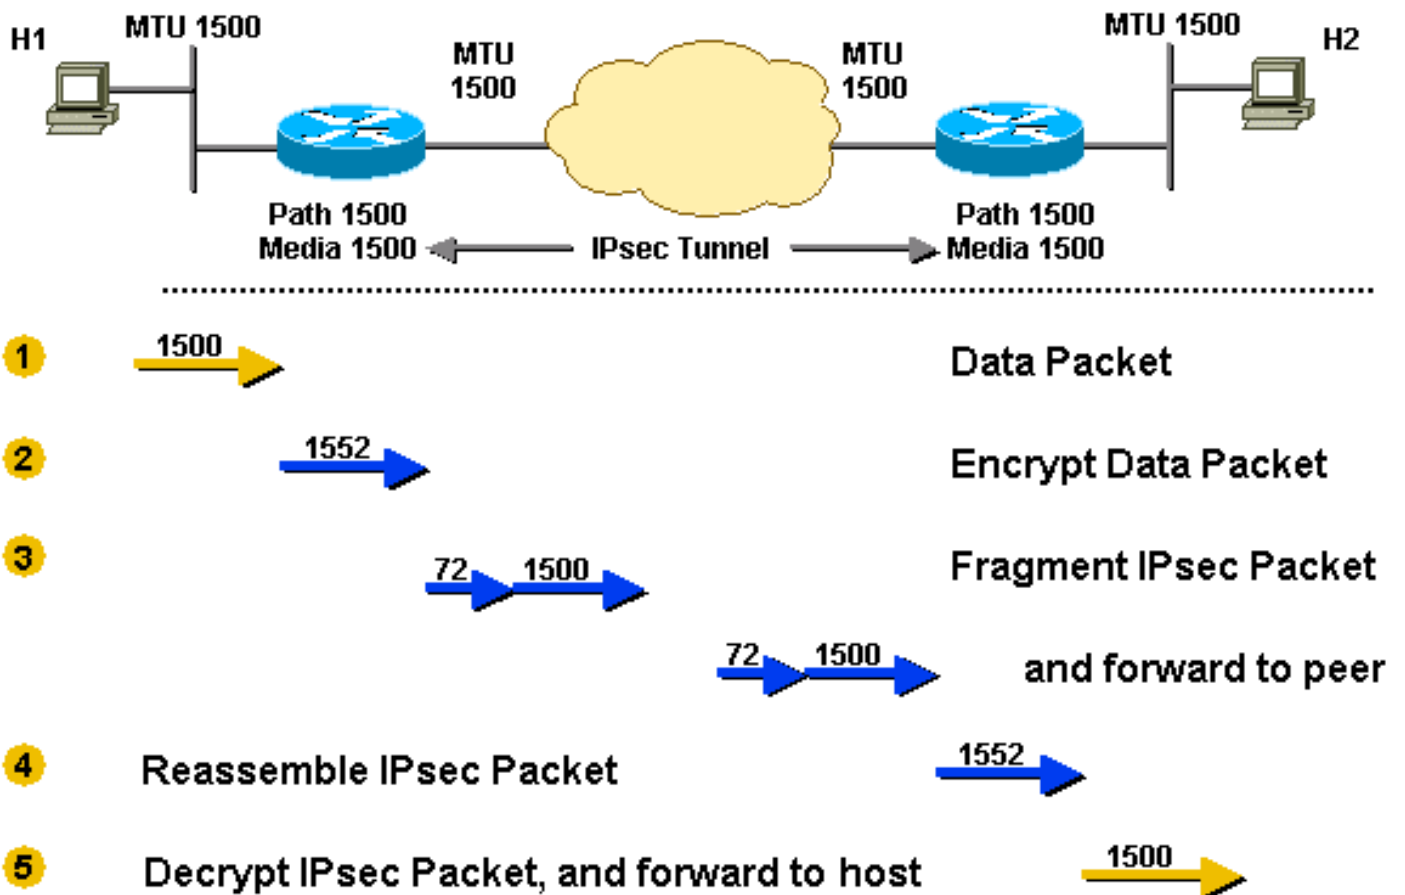 H1
MTU 1500
MTU
1500
MTU
1500
MTU 1500
H2
Path 1500
Media 1500
IPsec Tunnel
Path 1500
Media 1500
1
1500
Data Packet
2
1552
Encrypt Data Packet
3
72
1500
Fragment IPsec Packet
72
1500
and forward to peer
4
Reassemble IPsec Packet
1552
5
Decrypt IPsec Packet, and forward to host
1500